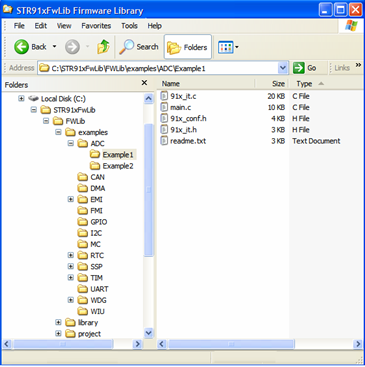 STR91xFwLib Firmware Library
File Edit View Favorites Tools Help
Back Search Folders
Address C:\STR91xFwLib\FWLib\examples\ADC\Example1 Go Links »
Folders
Name Size Type
Local Disk (C:)
STR91xFwLib
FWLib
examples
ADC
Example1
Example2
CAN
DMA
EMI
FMI
GPIO
I2C
MC
RTC
SSP
TIM
UART
WDG
WIU
library
project
91x_it.c 20 KB C File
main.c 10 KB C File
91x_conf.h 4 KB H File
91x_it.h 3 KB H File
readme.txt 3 KB Text Document